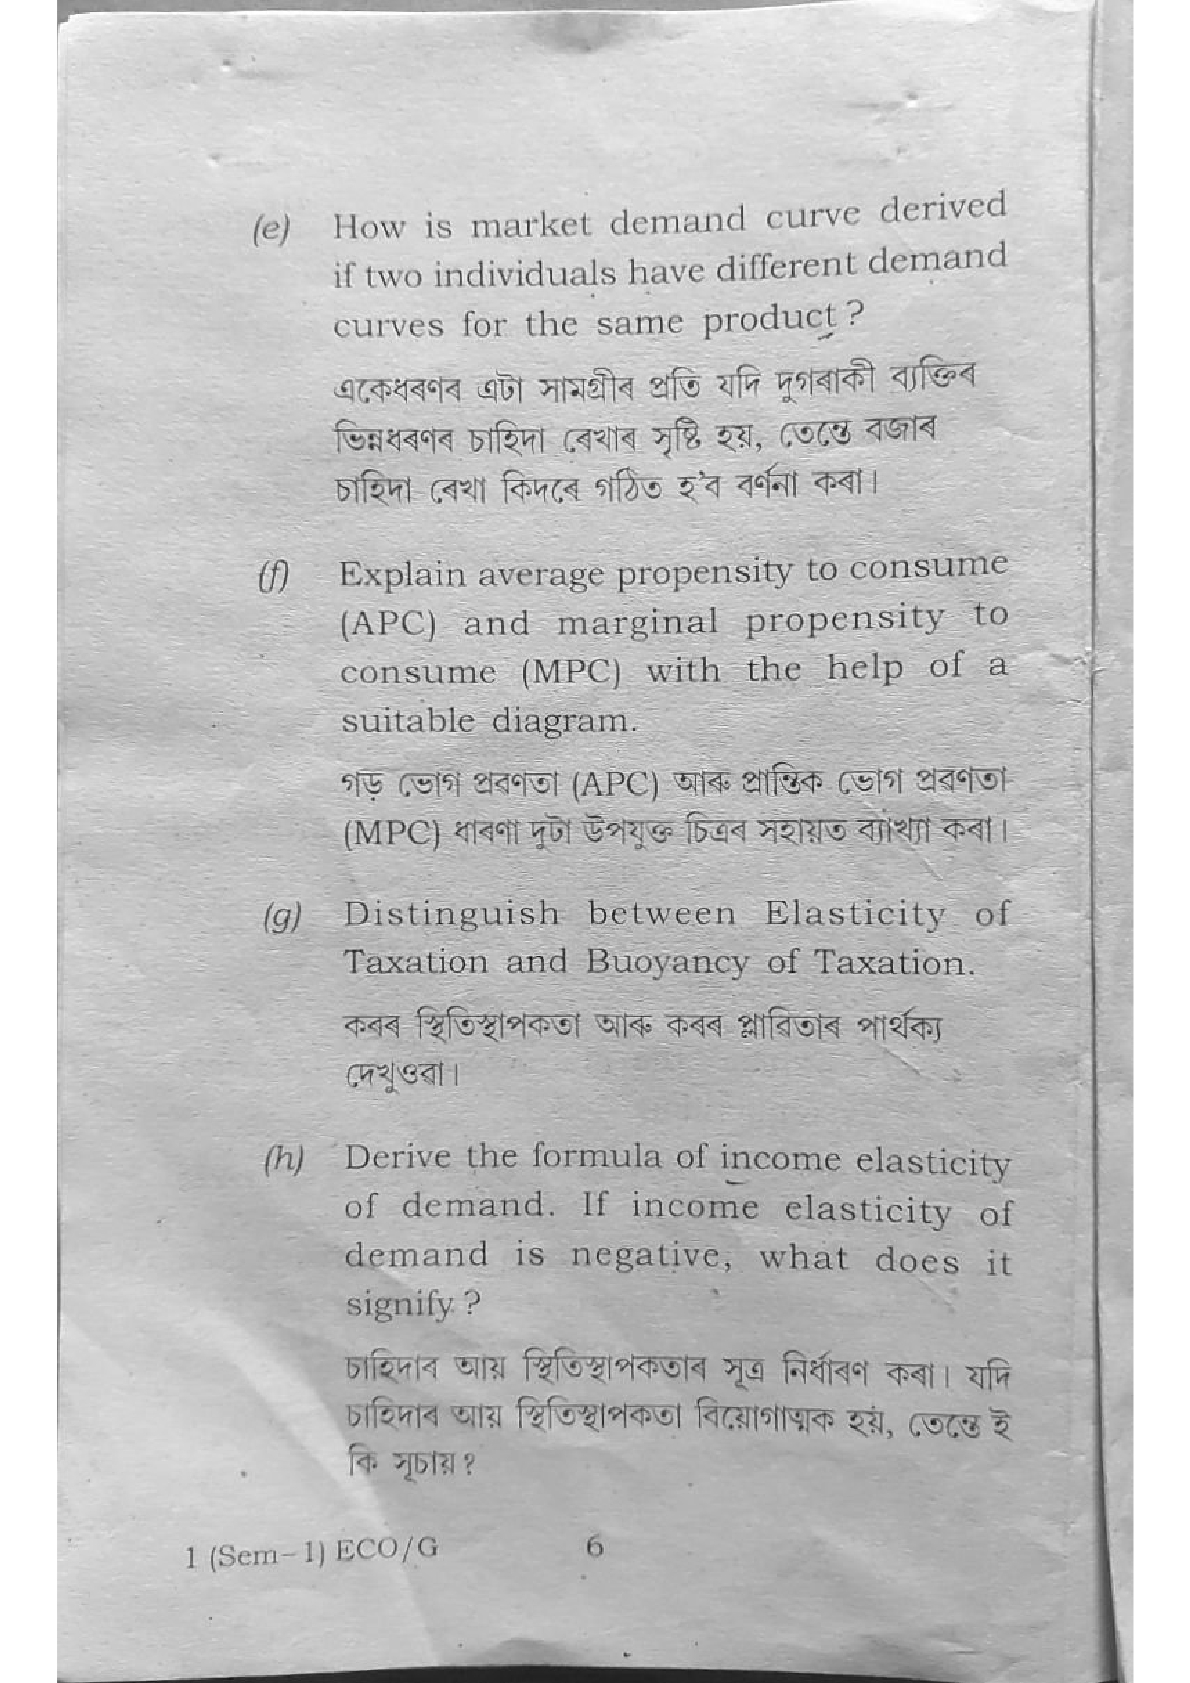 (e) How is market demand curve derived
if two individuals have different demand
curves for the same product ?
একেধৰণৰ এটা সামগ্ৰীৰ প্ৰতি যদি দুগৰাকী ব্যক্তিৰ
ভিন্নধৰণৰ চাহিদা ৰেখাৰ সৃষ্টি হয়, তেন্তে বজাৰ
চাহিদা ৰেখা কিদৰে গঠিত হ'ব বৰ্ণনা কৰা।
(f) Explain average propensity to consume
(APC) and marginal propensity to
consume (MPC) with the help of a
suitable diagram.
গড় ভোগ প্ৰৱণতা (APC) আৰু প্ৰান্তিক ভোগ প্ৰৱণতা
(MPC) ধাৰণা দুটা উপযুক্ত চিত্ৰৰ সহায়ত ব্যাখ্যা কৰা।
(g) Distinguish between Elasticity of
Taxation and Buoyancy of Taxation.
কৰৰ স্থিতিস্থাপকতা আৰু কৰৰ প্লাৱিতাৰ পাৰ্থক্য
দেখুওৱা।
(h) Derive the formula of income elasticity
of demand. If income elasticity of
demand is negative, what does it
signify ?
চাহিদাৰ আয় স্থিতিস্থাপকতাৰ সূত্ৰ নিৰ্ধাৰণ কৰা। যদি
চাহিদাৰ আয় স্থিতিস্থাপকতা বিয়োগাত্মক হয়, তেন্তে ই
কি সূচায় ?
1 (Sem–1) ECO/G 6